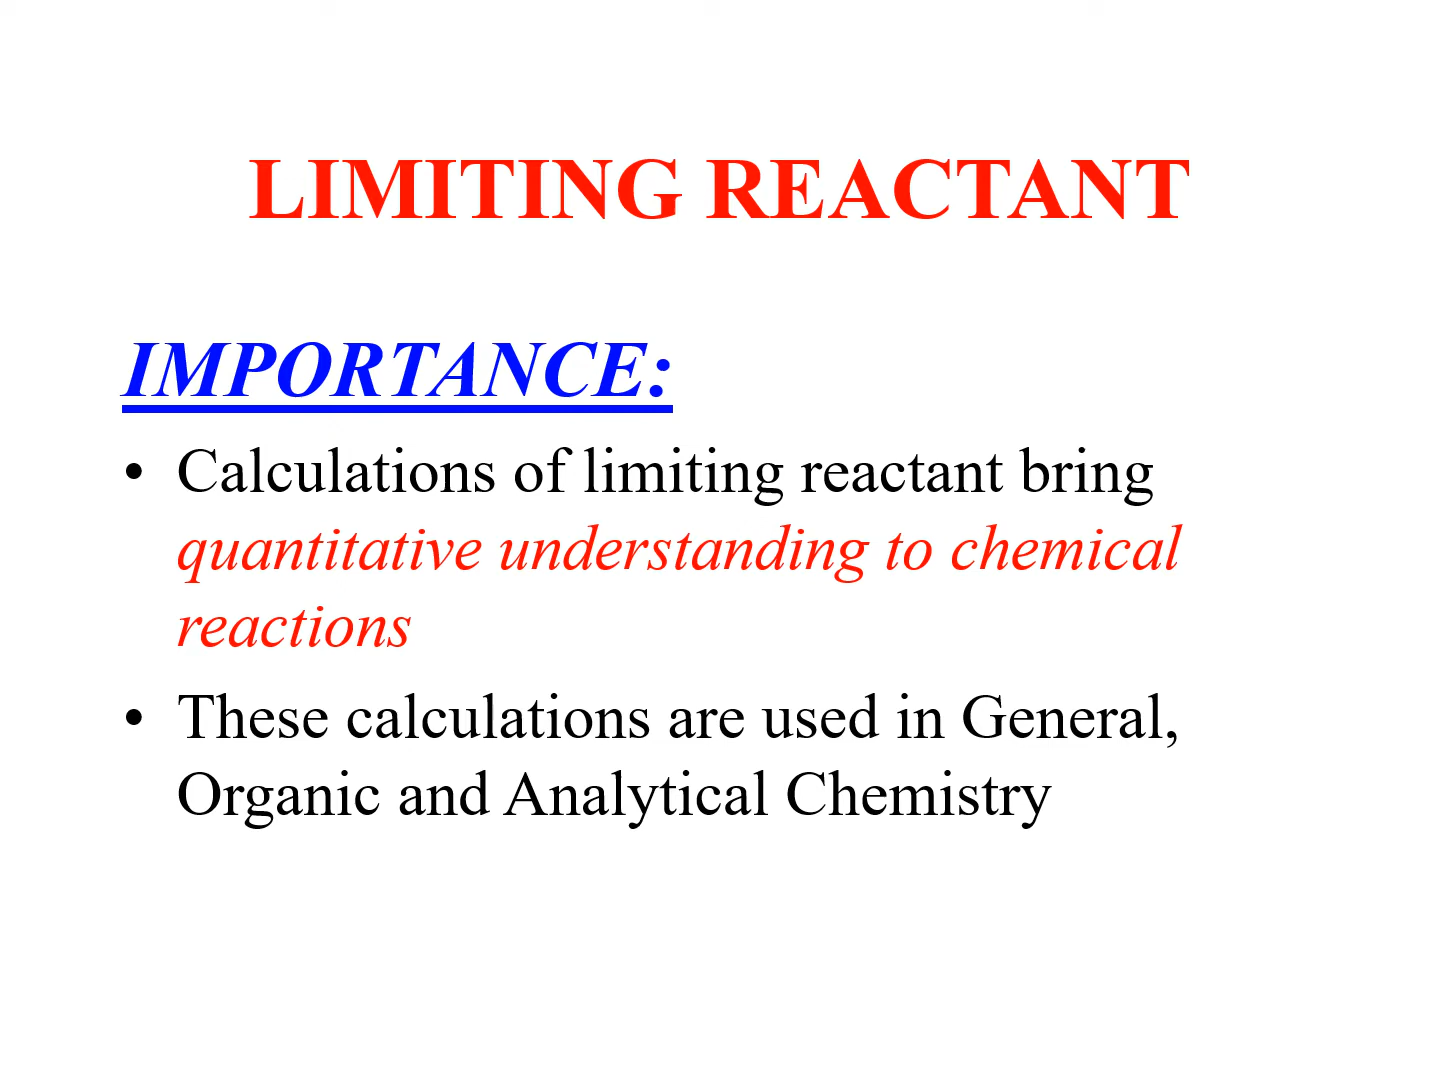 LIMITING REACTANT
IMPORTANCE:
• Calculations of limiting reactant bring
quantitative understanding to chemical
reactions
• These calculations are used in General,
Organic and Analytical Chemistry